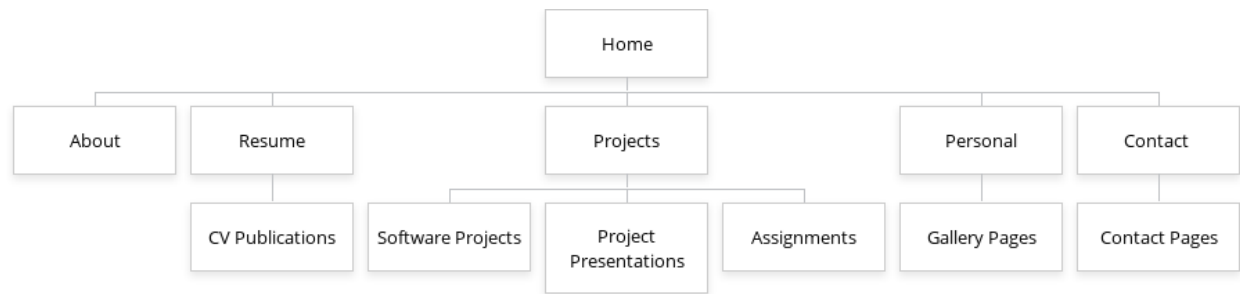 Home
About
Resume
Projects
Personal
Contact
CV Publications
Software Projects
Project
Presentations
Assignments
Gallery Pages
Contact Pages